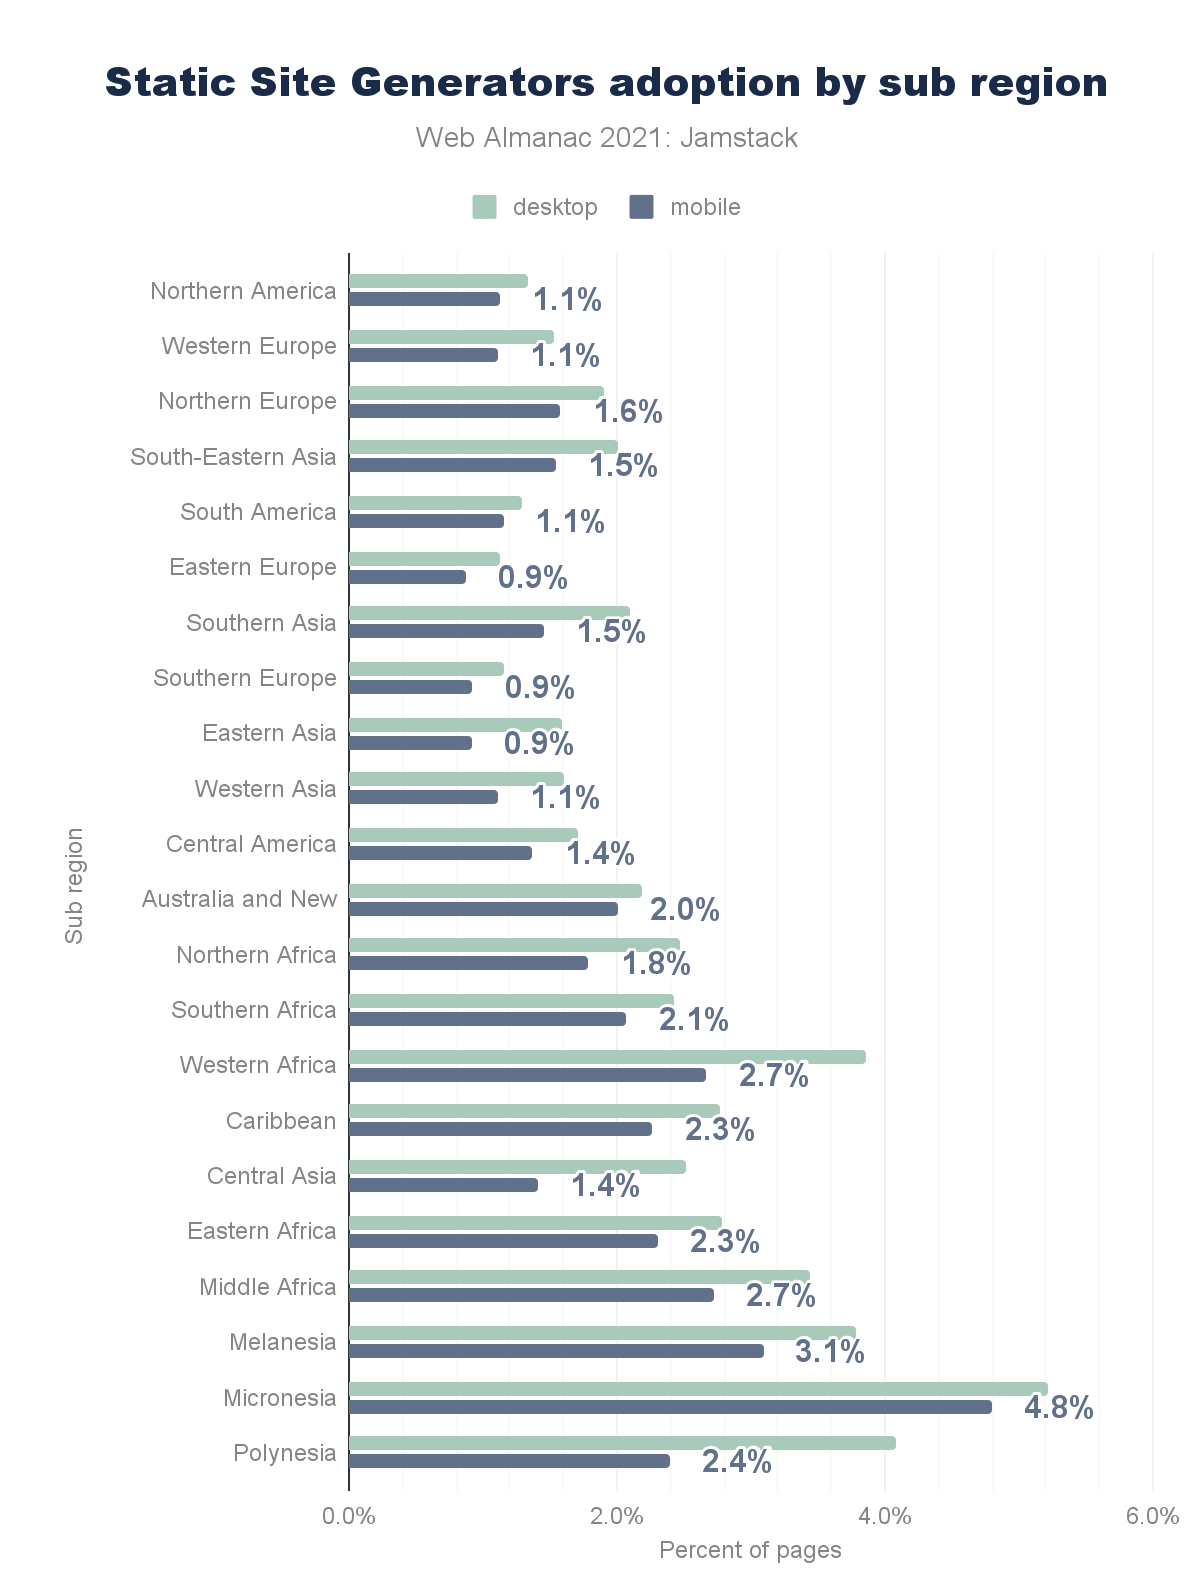 Static Site Generators adoption by sub region
Web Almanac 2021: Jamstack
desktop mobile
Northern America 1.1%
Western Europe 1.1%
Northern Europe 1.6%
South-Eastern Asia 1.5%
South America 1.1%
Eastern Europe 0.9%
Southern Asia 1.5%
Southern Europe 0.9%
Eastern Asia 0.9%
Western Asia 1.1%
Central America 1.4%
Australia and New 2.0%
Northern Africa 1.8%
Southern Africa 2.1%
Western Africa 2.7%
Caribbean 2.3%
Central Asia 1.4%
Eastern Africa 2.3%
Middle Africa 2.7%
Melanesia 3.1%
Micronesia 4.8%
Polynesia 2.4%
Sub region
0.0% 2.0% 4.0% 6.0%
Percent of pages